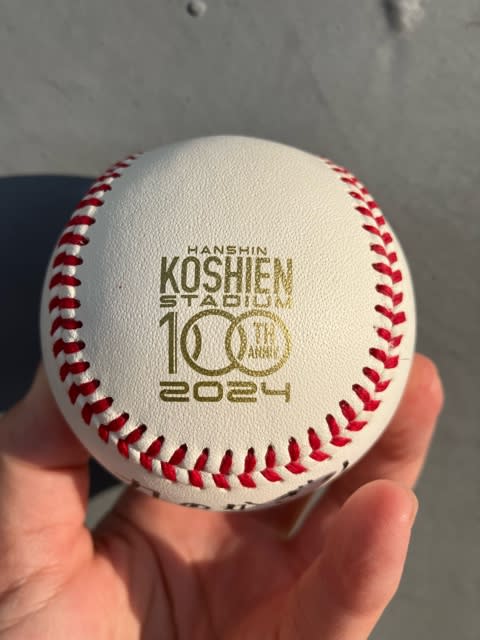 HANSHIN
KOSHIEN
STADIUM
100TH
ANNIV.
2024